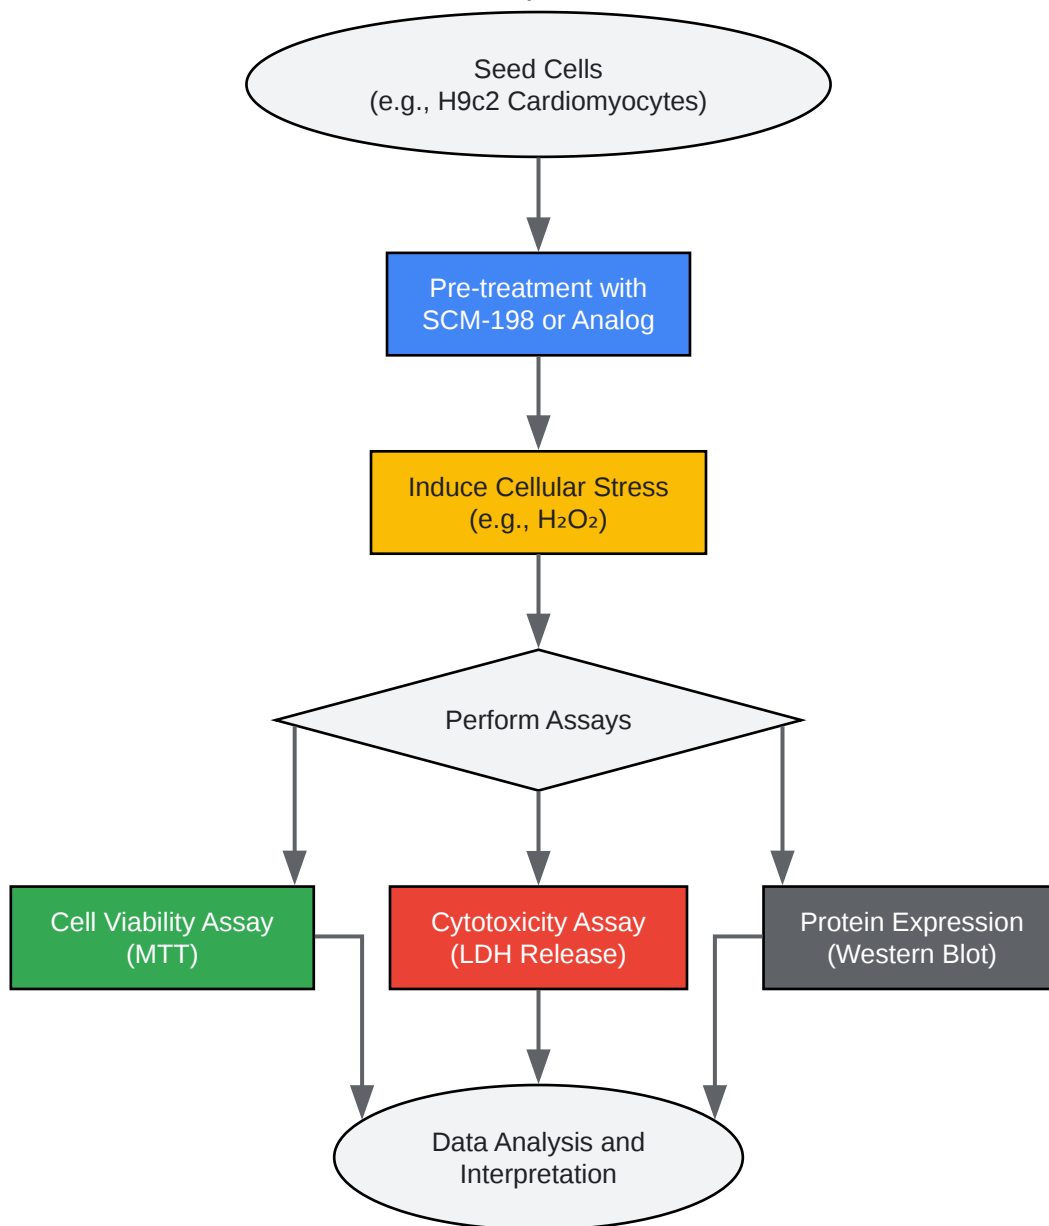 Seed Cells
(e.g., H9c2 Cardiomyocytes)
Pre-treatment with
SCM-198 or Analog
Induce Cellular Stress
(e.g., H₂O₂)
Perform Assays
Cell Viability Assay
(MTT)
Cytotoxicity Assay
(LDH Release)
Protein Expression
(Western Blot)
Data Analysis and
Interpretation